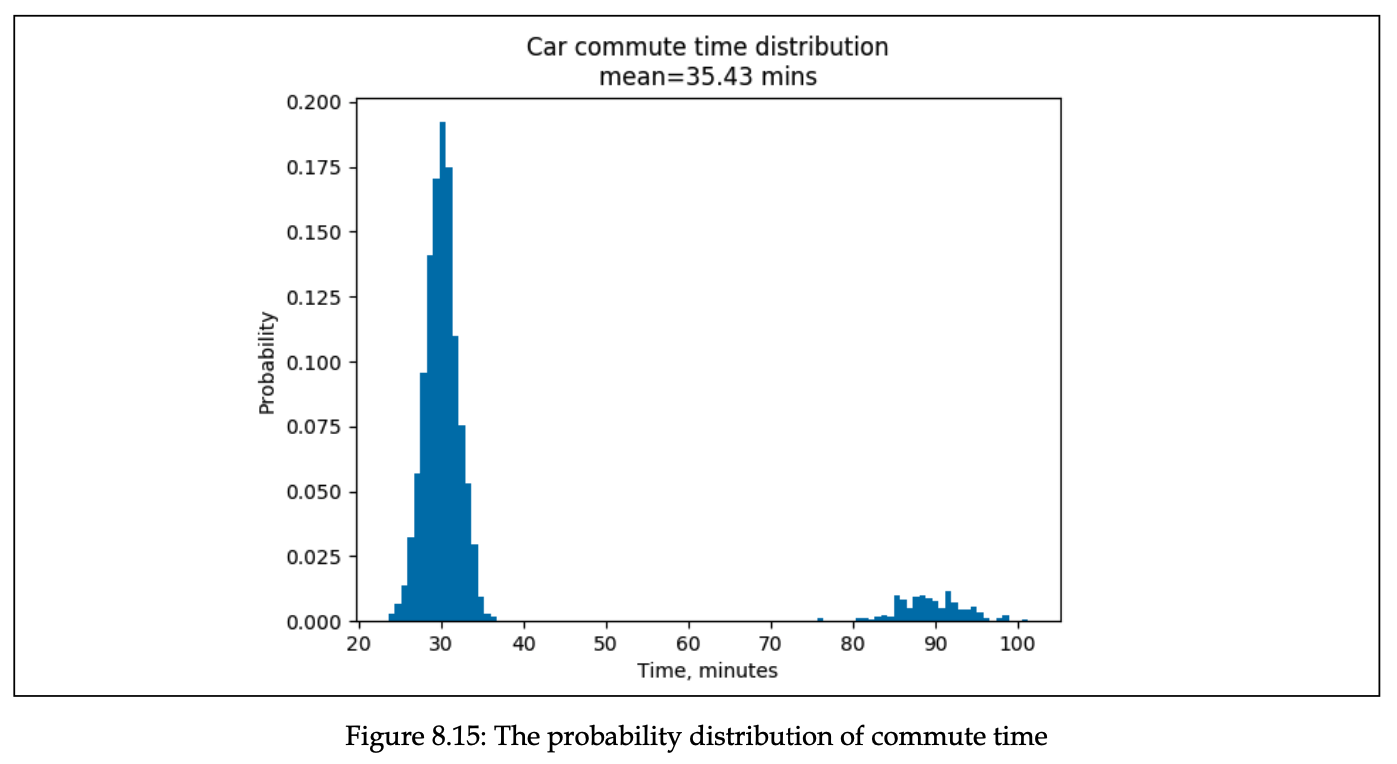 Car commute time distribution
mean=35.43 mins
0.200
0.175
0.150
0.125
0.100
0.075
0.050
0.025
0.000
Probability
20 30 40 50 60 70 80 90 100
Time, minutes
Figure 8.15: The probability distribution of commute time